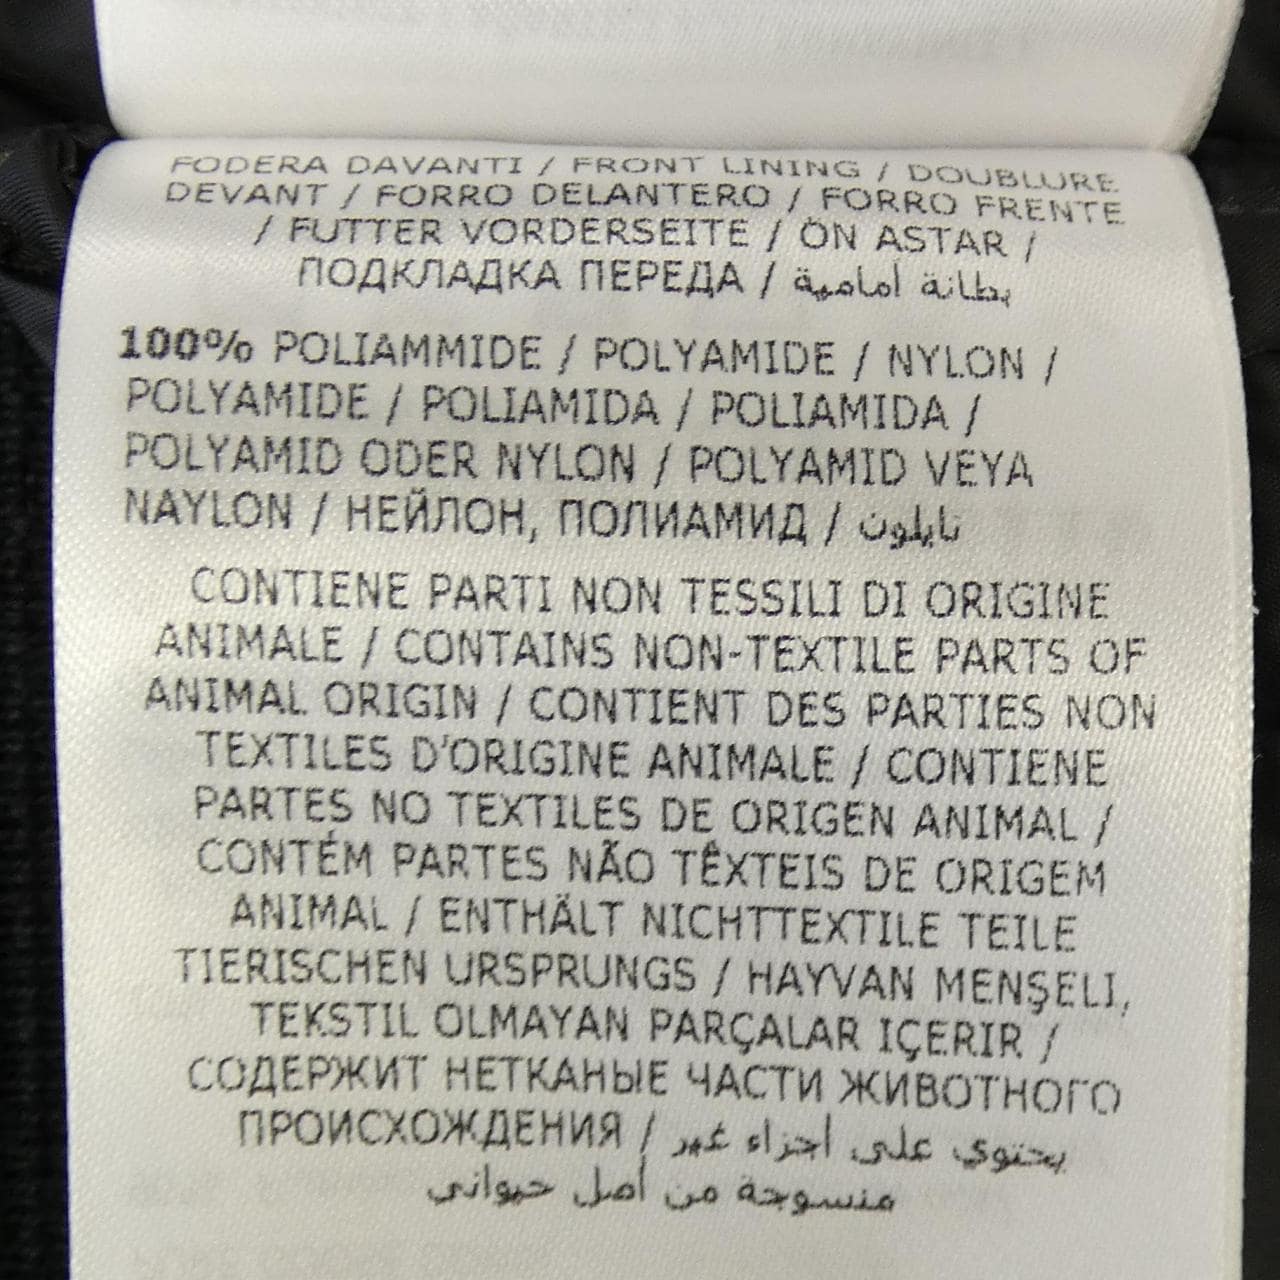 FODERA DAVANTI / FRONT LINING / DOUBLURE
DEVANT / FORRO DELANTERO / FORRO FRENTE
/ FUTTER VORDERSEITE / ÖN ASTAR /
ПОДКЛАДКА ПЕРЕДА / بطانة أمامية
100% POLIAMMIDE / POLYAMIDE / NYLON /
POLYAMIDE / POLIAMIDA / POLIAMIDA /
POLYAMID ODER NYLON / POLYAMID VEYA
NAYLON / НЕЙЛОН, ПОЛИАМИД / نايلون
CONTIENE PARTI NON TESSILI DI ORIGINE
ANIMALE / CONTAINS NON-TEXTILE PARTS OF
ANIMAL ORIGIN / CONTIENT DES PARTIES NON
TEXTILES D'ORIGINE ANIMALE / CONTIENE
PARTES NO TEXTILES DE ORIGEN ANIMAL /
CONTÉM PARTES NÃO TÊXTEIS DE ORIGEM
ANIMAL / ENTHÄLT NICHTTEXTILE TEILE
TIERISCHEN URSPRUNGS / HAYVAN MENŞELI,
TEKSTIL OLMAYAN PARÇALAR IÇERIR /
СОДЕРЖИТ НЕТКАНЫЕ ЧАСТИ ЖИВОТНОГО
ПРОИСХОЖДЕНИЯ / يحتوي على أجزاء غير
منسوجة من أصل حيواني